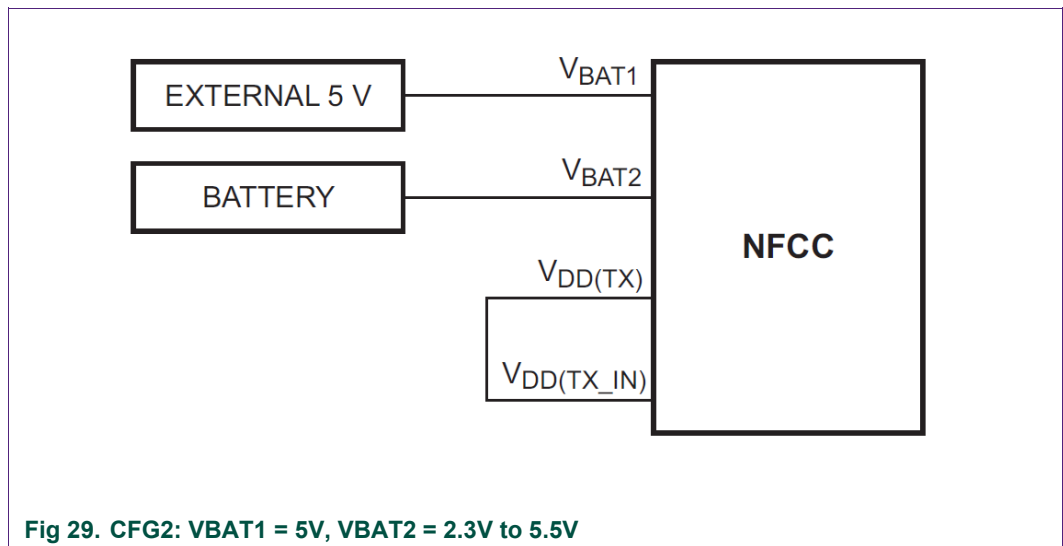 EXTERNAL 5 V
VBAT1
BATTERY
VBAT2
NFCC
VDD(TX)
VDD(TX_IN)
Fig 29. CFG2: VBAT1 = 5V, VBAT2 = 2.3V to 5.5V